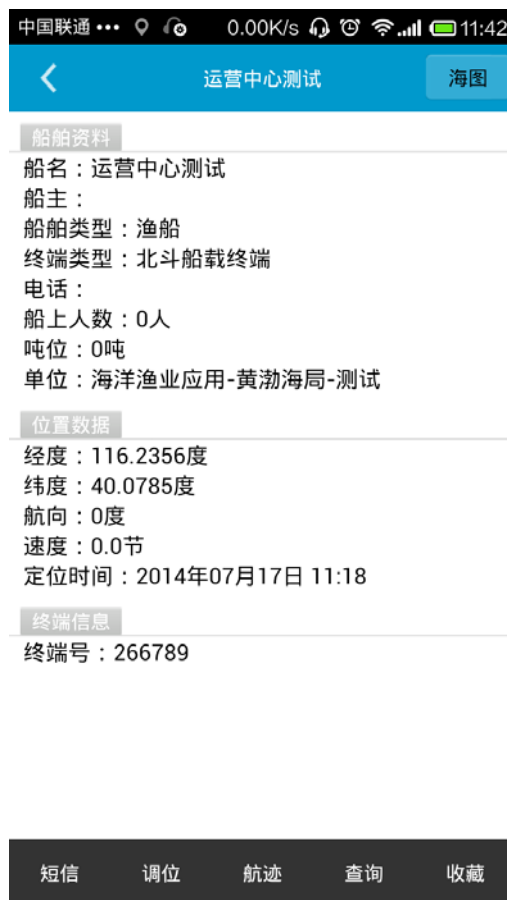 中国联通 ••• 0.00K/s 11:42
运营中心测试 海图
船舶资料
船名：运营中心测试
船主：
船舶类型：渔船
终端类型：北斗船载终端
电话：
船上人数：0人
吨位：0吨
单位：海洋渔业应用-黄渤海局-测试
位置数据
经度：116.2356度
纬度：40.0785度
航向：0度
速度：0.0节
定位时间：2014年07月17日 11:18
终端信息
终端号：266789
短信 调位 航迹 查询 收藏